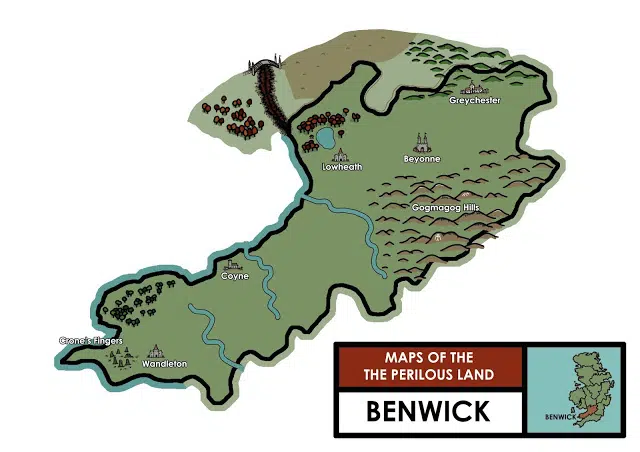 Greychester
Beyonne
Lowheath
Gogmagog Hills
Coyne
Crone's Fingers
Wandleton
MAPS OF THE
THE PERILOUS LAND
BENWICK
BENWICK